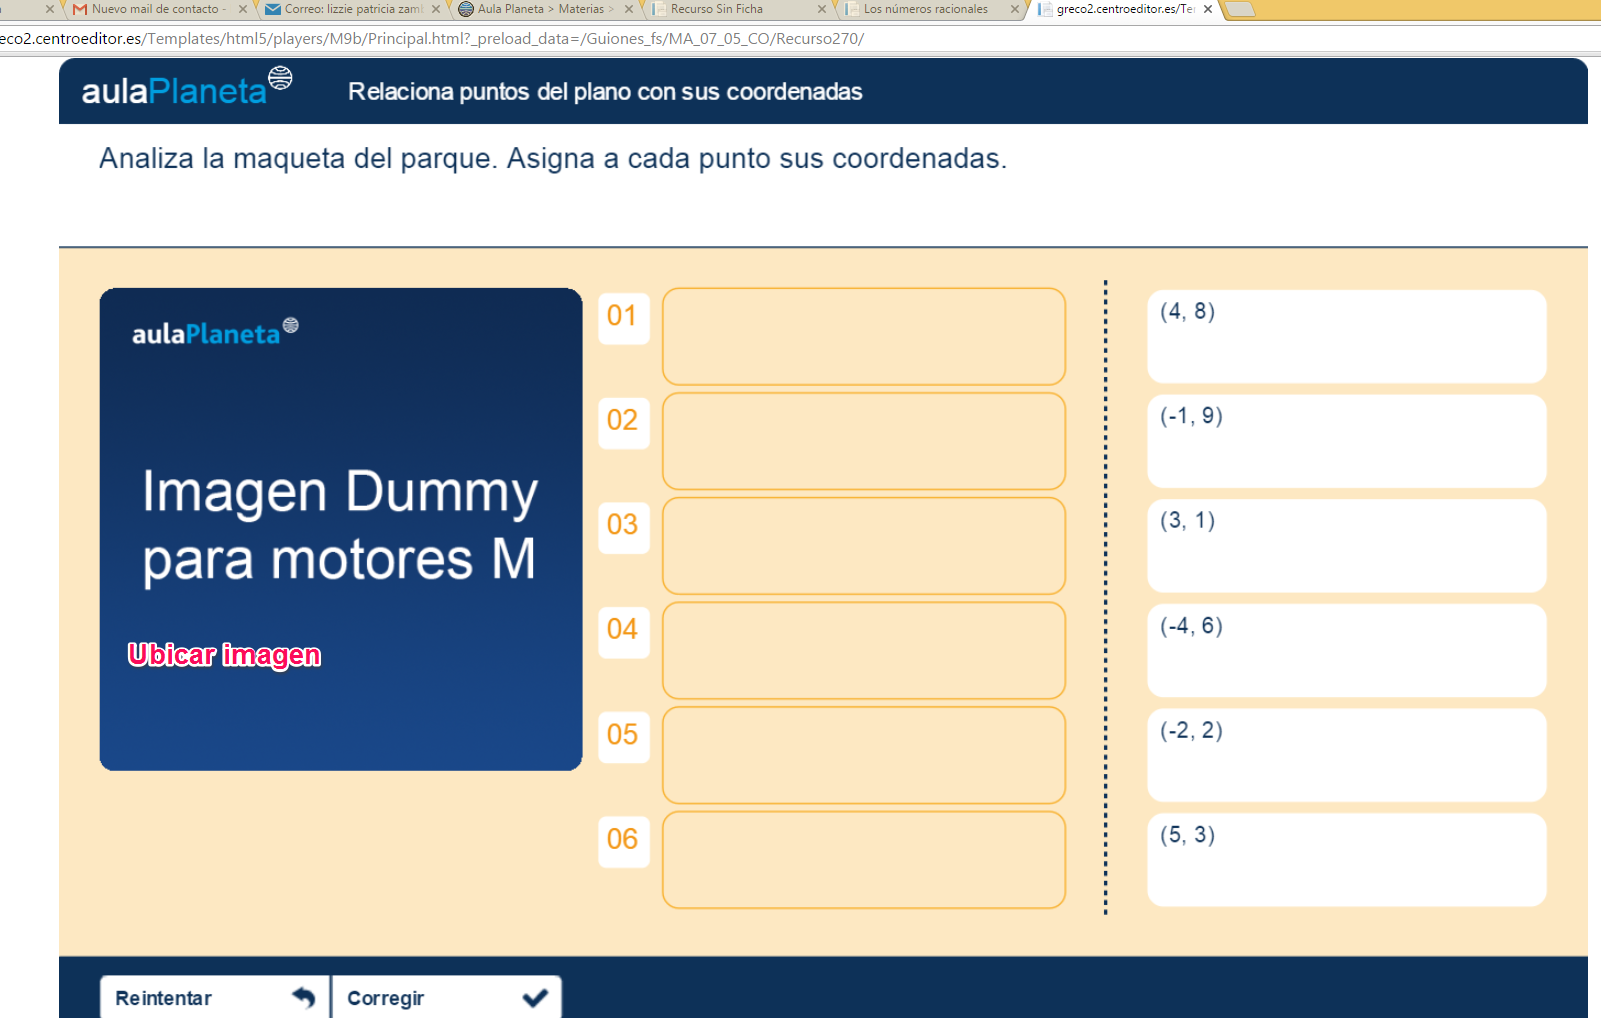 Nuevo mail de contacto -
Correo: lizzie patricia zamb
Aula Planeta > Materias >
Recurso Sin Ficha
Los números racionales
greco2.centroeditor.es/Te
eco2.centroeditor.es/Templates/html5/players/M9b/Principal.html?_preload_data=/Guiones_fs/MA_07_05_CO/Recurso270/
aulaPlaneta
Relaciona puntos del plano con sus coordenadas
Analiza la maqueta del parque. Asigna a cada punto sus coordenadas.
aulaPlaneta
Imagen Dummy
para motores M
Ubicar imagen
01
02
03
04
05
06
(4, 8)
(-1, 9)
(3, 1)
(-4, 6)
(-2, 2)
(5, 3)
Reintentar
Corregir